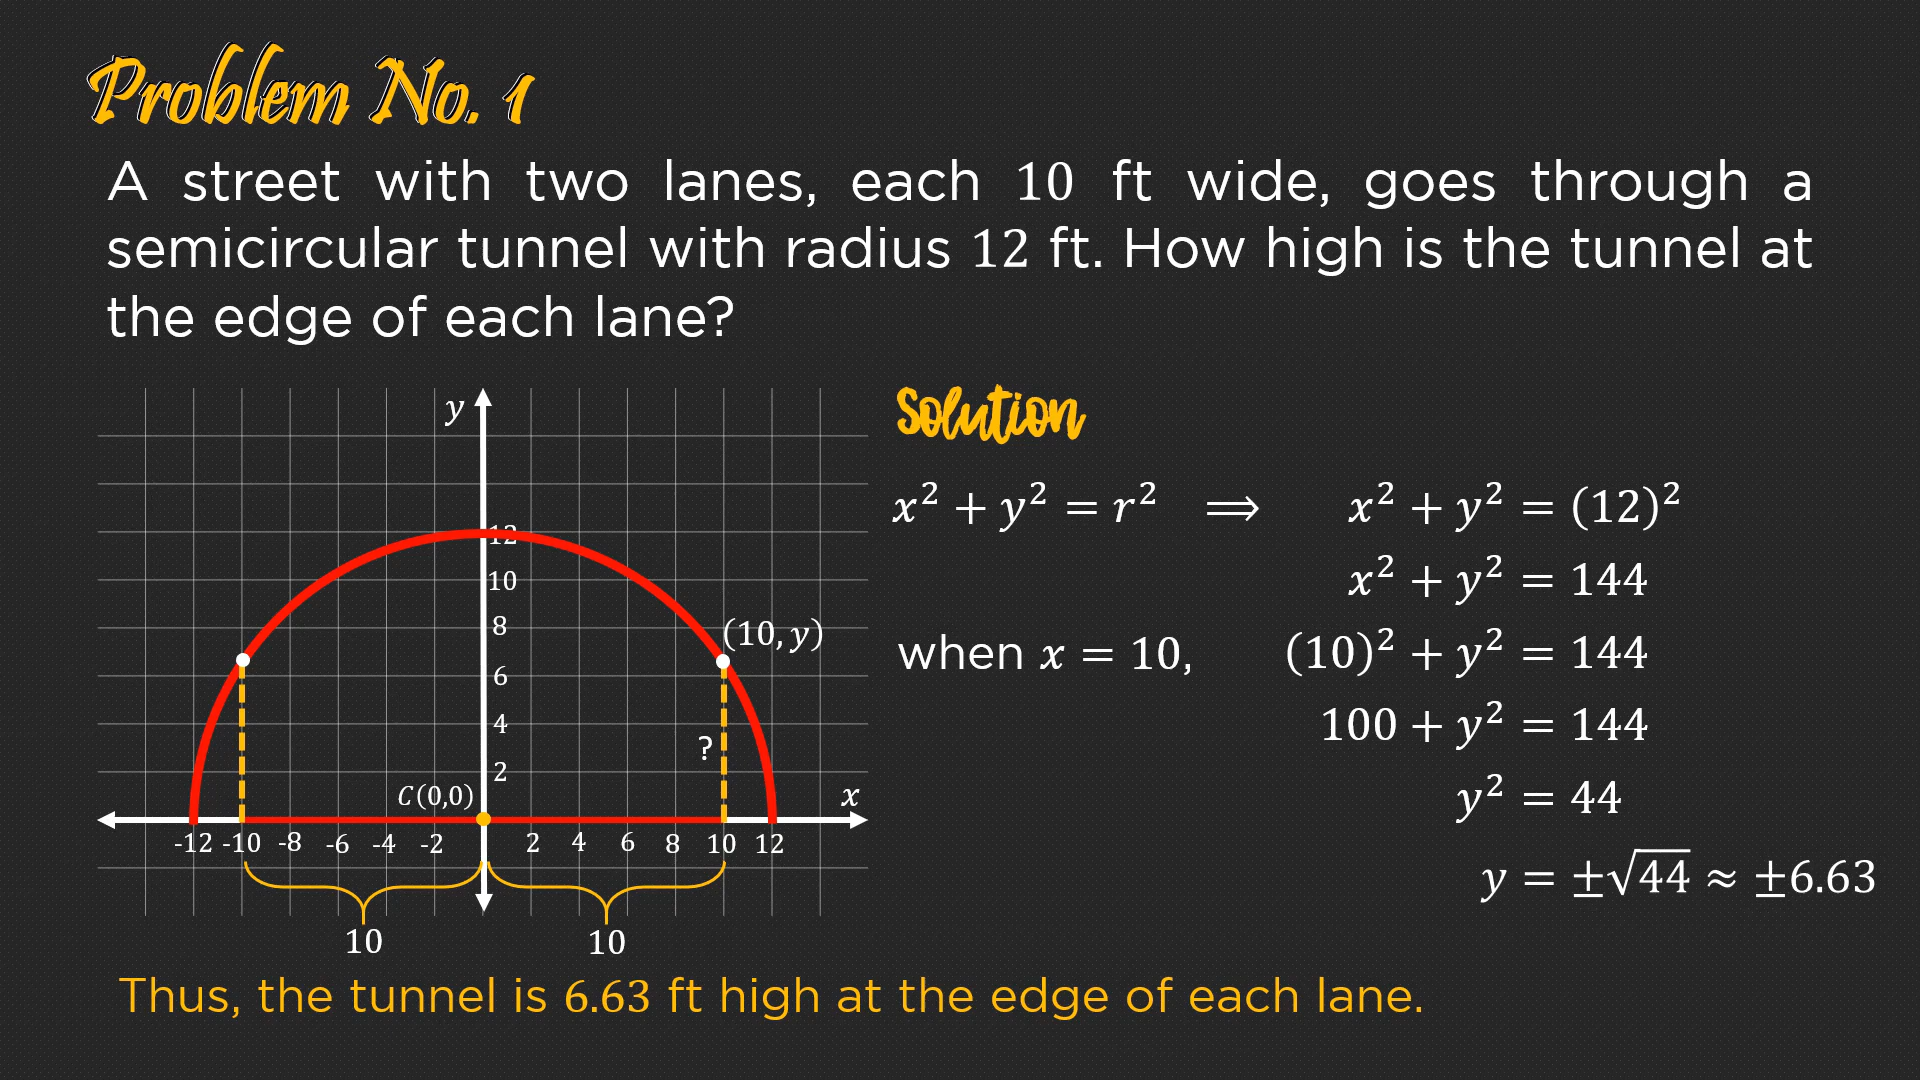 Problem No. 1
A street with two lanes, each 10 ft wide, goes through a
semicircular tunnel with radius 12 ft. How high is the tunnel at
the edge of each lane?
Solution
x² + y² = r² ⟹ x² + y² = (12)²
x² + y² = 144
when x = 10, (10)² + y² = 144
100 + y² = 144
y² = 44
y = ±√44 ≈ ±6.63
y
12
10
8
(10, y)
6
4
?
2
C(0,0)
x
-12 -10 -8 -6 -4 -2 2 4 6 8 10 12
10 10
Thus, the tunnel is 6.63 ft high at the edge of each lane.